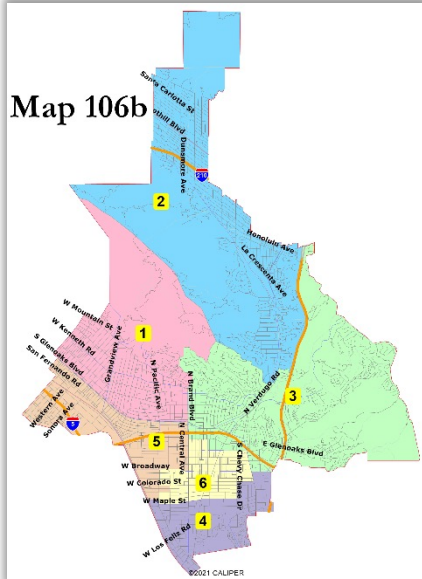 Map 106b
Santa Carlotta St
Foothill Blvd
Dunsmore Ave
210
2
Honolulu Ave
La Crescenta Ave
W Mountain St
W Kenneth Rd
S Glenoaks Blvd
San Fernando Rd
Grandview Ave
1
N Pacific Ave
N Brand Blvd
N Verdugo Rd
3
Western Ave
Sonora Ave
5
5
N Central Ave
S Chevy Chase Dr
E Glenoaks Blvd
W Broadway
W Colorado St
6
W Maple St
4
W Los Feliz Rd
©2021 CALIPER